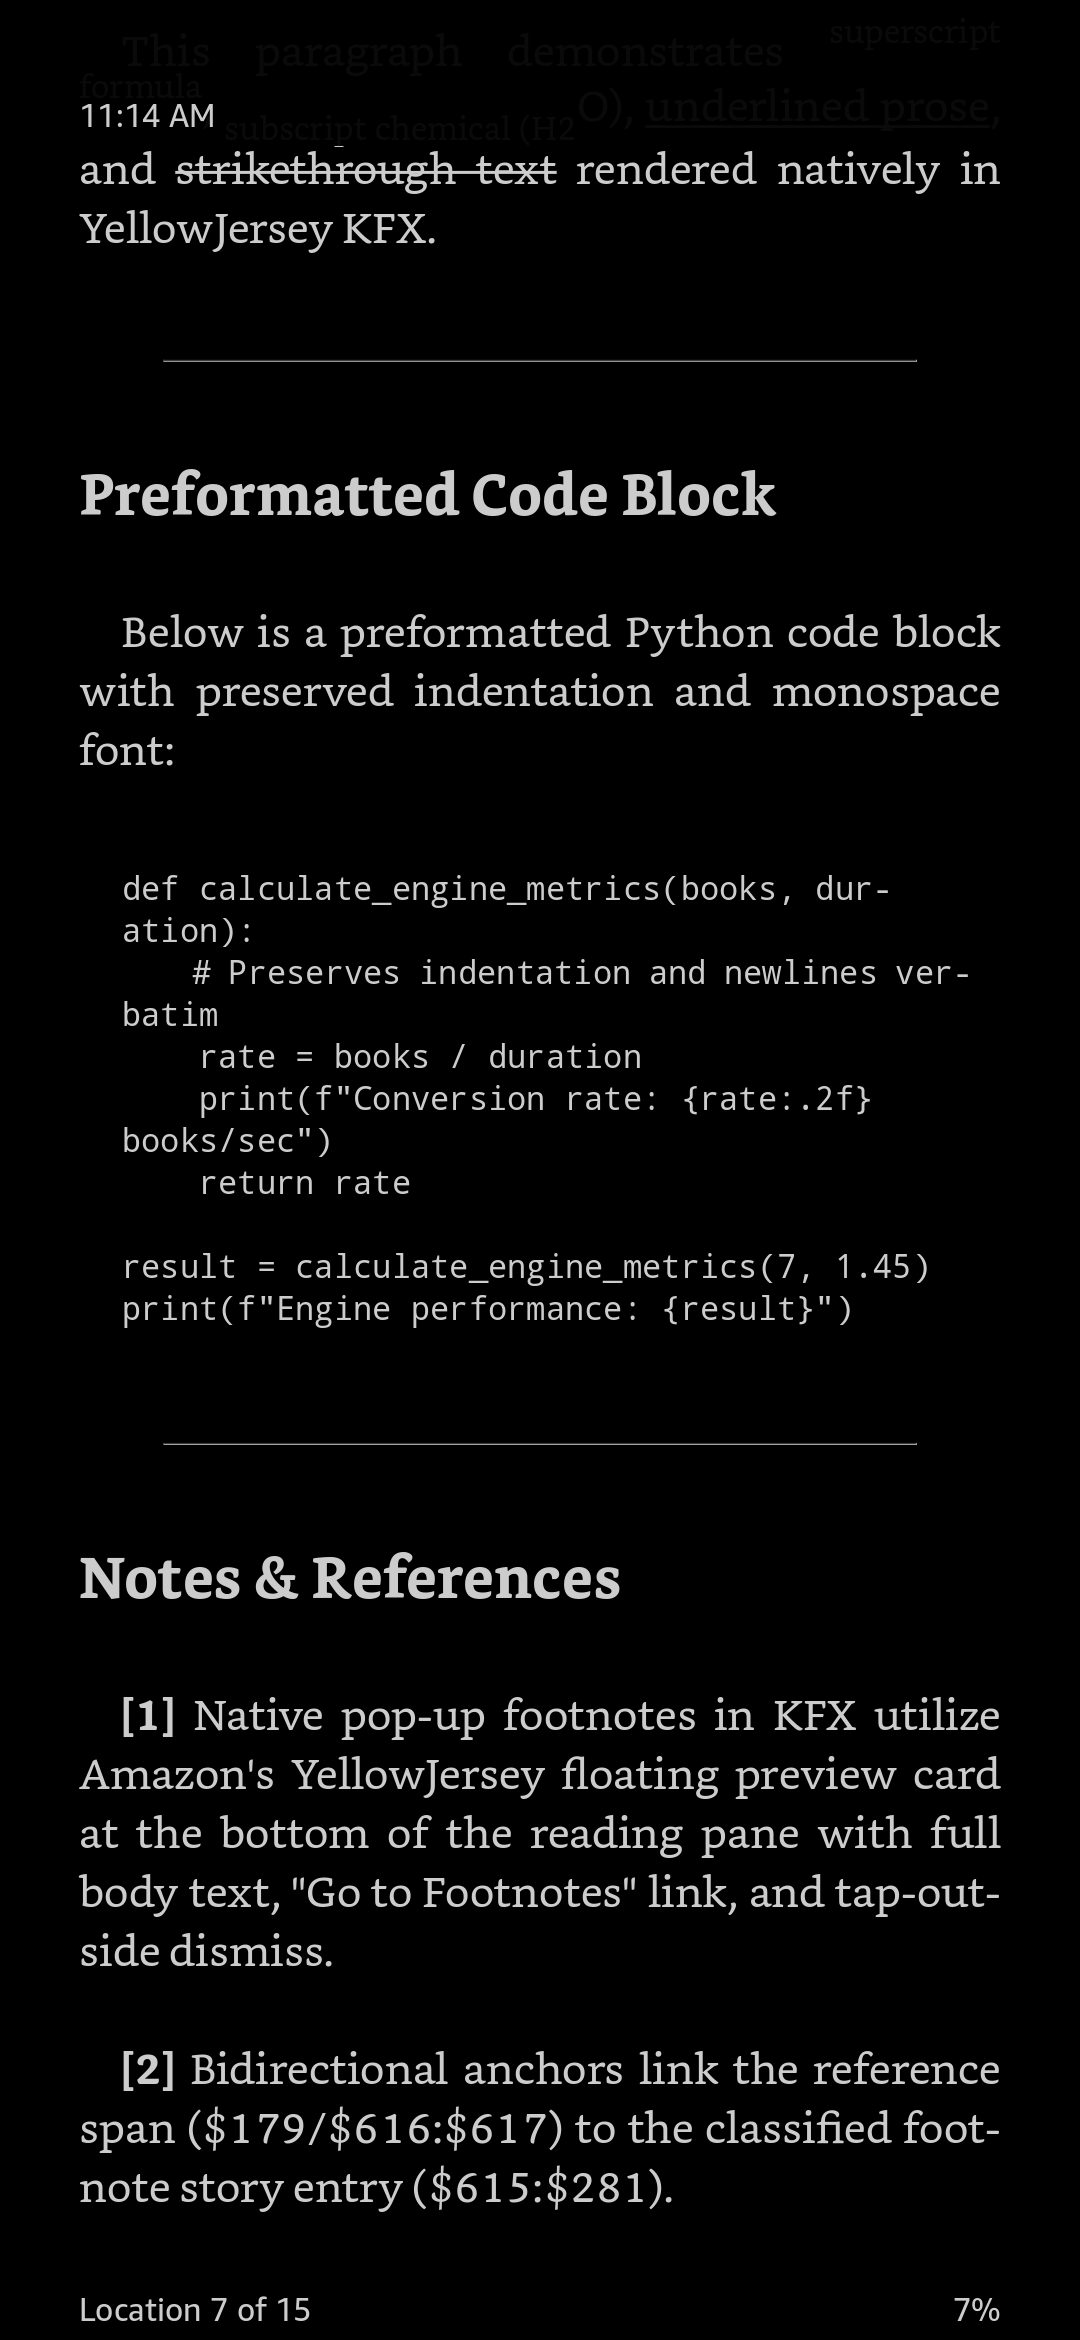 This paragraph demonstrates superscript
formula
11:14 AM
, subscript chemical (H2O), underlined prose,
and strikethrough text rendered natively in
YellowJersey KFX.
Preformatted Code Block
Below is a preformatted Python code block
with preserved indentation and monospace
font:
def calculate_engine_metrics(books, dur-
ation):
    # Preserves indentation and newlines ver-
batim
    rate = books / duration
    print(f"Conversion rate: {rate:.2f}
books/sec")
    return rate
result = calculate_engine_metrics(7, 1.45)
print(f"Engine performance: {result}")
Notes & References
[1] Native pop-up footnotes in KFX utilize
Amazon's YellowJersey floating preview card
at the bottom of the reading pane with full
body text, "Go to Footnotes" link, and tap-out-
side dismiss.
[2] Bidirectional anchors link the reference
span ($179/$616:$617) to the classified foot-
note story entry ($615:$281).
Location 7 of 15
7%